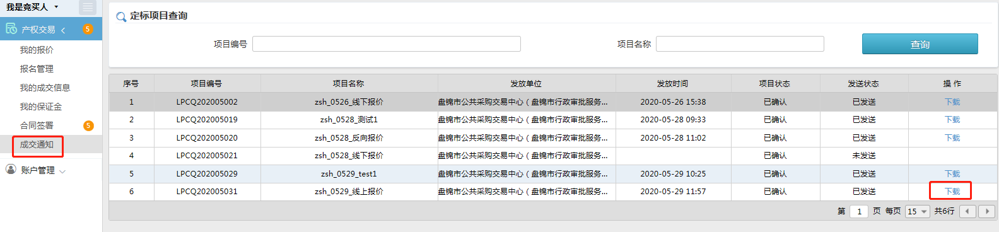 我是竞买人
产权交易 5
我的报价
报名管理
我的成交信息
我的保证金
合同签署 5
成交通知
账户管理
定标项目查询
项目编号 项目名称 查询
序号 项目编号 项目名称 发放单位 发放时间 项目状态 发送状态 操 作
1 LPCQ202005002 zsh_0526_线下报价 盘锦市公共采购交易中心（盘锦市行政审批服务... 2020-05-26 15:38 已确认 已发送 下载
2 LPCQ202005019 zsh_0528_测试1 盘锦市公共采购交易中心（盘锦市行政审批服务... 2020-05-28 09:33 已确认 已发送 下载
3 LPCQ202005020 zsh_0528_反向报价 盘锦市公共采购交易中心（盘锦市行政审批服务... 2020-05-28 11:02 已确认 已发送 下载
4 LPCQ202005021 zsh_0528_线下报价 盘锦市公共采购交易中心（盘锦市行政审批服务... 已确认 未发送
5 LPCQ202005029 zsh_0529_test1 盘锦市公共采购交易中心（盘锦市行政审批服务... 2020-05-29 10:25 已确认 已发送 下载
6 LPCQ202005031 zsh_0529_线上报价 盘锦市公共采购交易中心（盘锦市行政审批服务... 2020-05-29 11:57 已确认 已发送 下载
第 1 页 每页 15 共6行